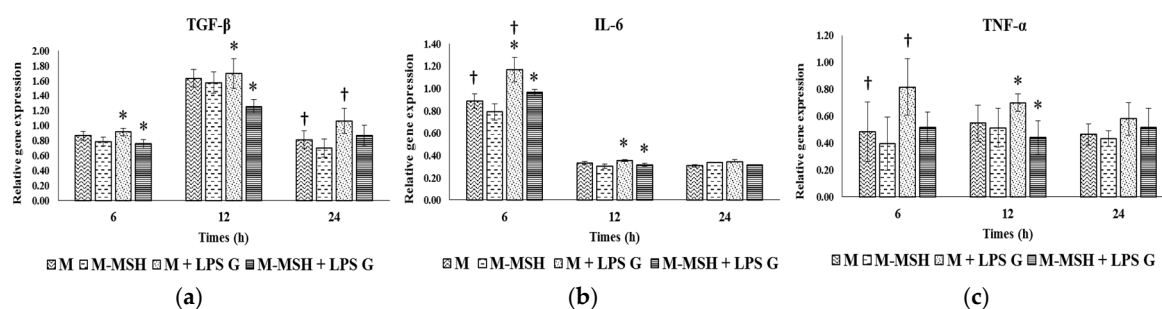 TGF-β
Relative gene expression
2.00
1.80
1.60
1.40
1.20
1.00
0.80
0.60
0.40
0.20
0.00
* * * * † †
6 12 24
Times (h)
M M-MSH M + LPS G M-MSH + LPS G
(a)
IL-6
Relative gene expression
1.40
1.20
1.00
0.80
0.60
0.40
0.20
0.00
† † * * * *
6 12 24
Times (h)
M M-MSH M + LPS G M-MSH + LPS G
(b)
TNF-α
Relative gene expression
1.20
1.00
0.80
0.60
0.40
0.20
0.00
† † * *
6 12 24
Times (h)
M M-MSH M + LPS G M-MSH + LPS G
(c)